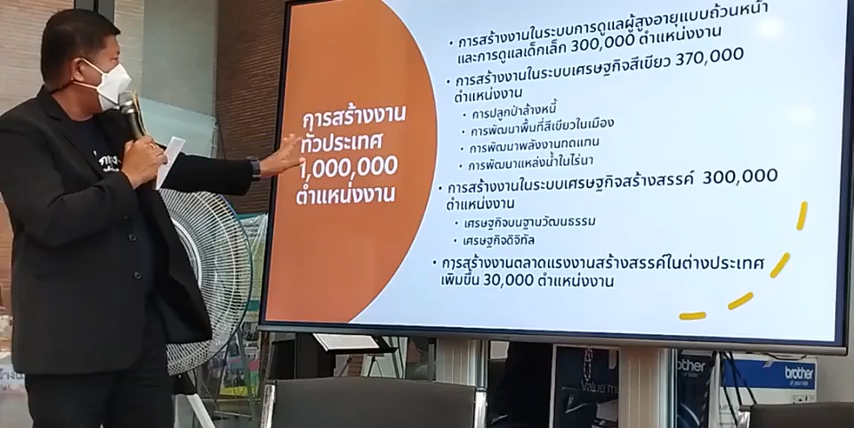 การสร้างงาน
ทั่วประเทศ
1,000,000
ตำแหน่งงาน
• การสร้างงานในระบบการดูแลผู้สูงอายุแบบถ้วนหน้า
และการดูแลเด็กเล็ก 300,000 ตำแหน่งงาน
• การสร้างงานในระบบเศรษฐกิจสีเขียว 370,000
ตำแหน่งงาน
• การปลูกป่าล้างหนี้
• การพัฒนาพื้นที่สีเขียวในเมือง
• การพัฒนาพลังงานทดแทน
• การพัฒนาแหล่งน้ำในไร่นา
• การสร้างงานในระบบเศรษฐกิจสร้างสรรค์ 300,000
ตำแหน่งงาน
• เศรษฐกิจบนฐานวัฒนธรรม
• เศรษฐกิจดิจิทัล
• การสร้างงานตลาดแรงงานสร้างสรรค์ในต่างประเทศ
เพิ่มขึ้น 30,000 ตำแหน่งงาน
brother
at your side